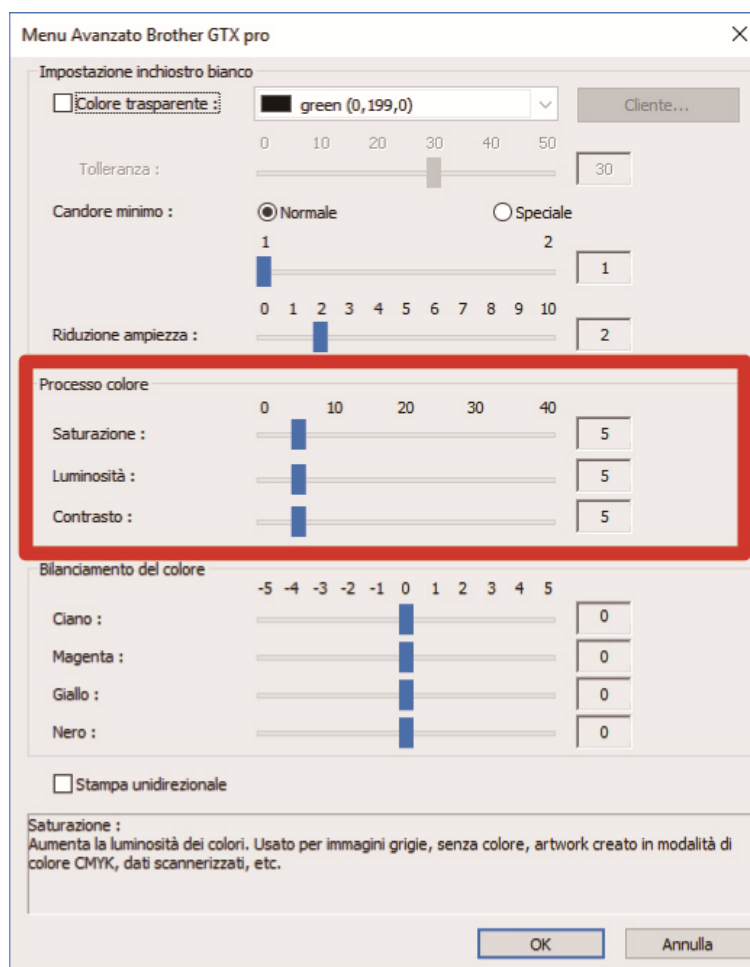 Menu Avanzato Brother GTX pro
Impostazione inchiostro bianco
Colore trasparente :
green (0,199,0)
Cliente...
0 10 20 30 40 50
Tolleranza :
30
Candore minimo :
Normale
Speciale
1 2
1
0 1 2 3 4 5 6 7 8 9 10
Riduzione ampiezza :
2
Processo colore
0 10 20 30 40
Saturazione :
5
Luminosità :
5
Contrasto :
5
Bilanciamento del colore
-5 -4 -3 -2 -1 0 1 2 3 4 5
Ciano :
0
Magenta :
0
Giallo :
0
Nero :
0
Stampa unidirezionale
Saturazione :
Aumenta la luminosità dei colori. Usato per immagini grigie, senza colore, artwork creato in modalità di
colore CMYK, dati scannerizzati, etc.
OK
Annulla